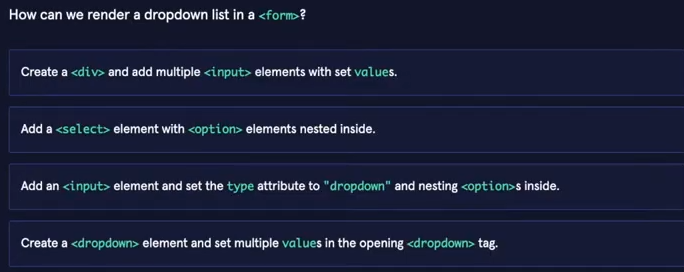 How can we render a dropdown list in a <form>?
Create a <div> and add multiple <input> elements with set values.
Add a <select> element with <option> elements nested inside.
Add an <input> element and set the type attribute to "dropdown" and nesting <option>s inside.
Create a <dropdown> element and set multiple values in the opening <dropdown> tag.